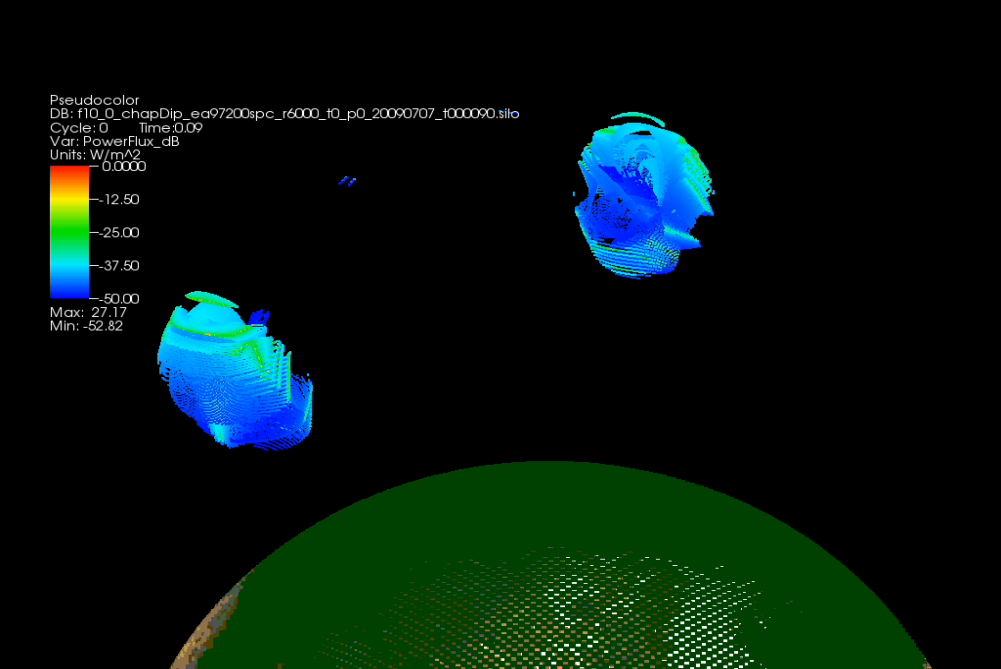 Pseudocolor
DB: f10_0_chapDip_ea97200spc_r6000_t0_p0_20090707_t000090.silo
Cycle: 0 Time:0.09
Var: PowerFlux_dB
Units: W/m^2
0.0000
-12.50
-25.00
-37.50
-50.00
Max: 27.17
Min: -52.82